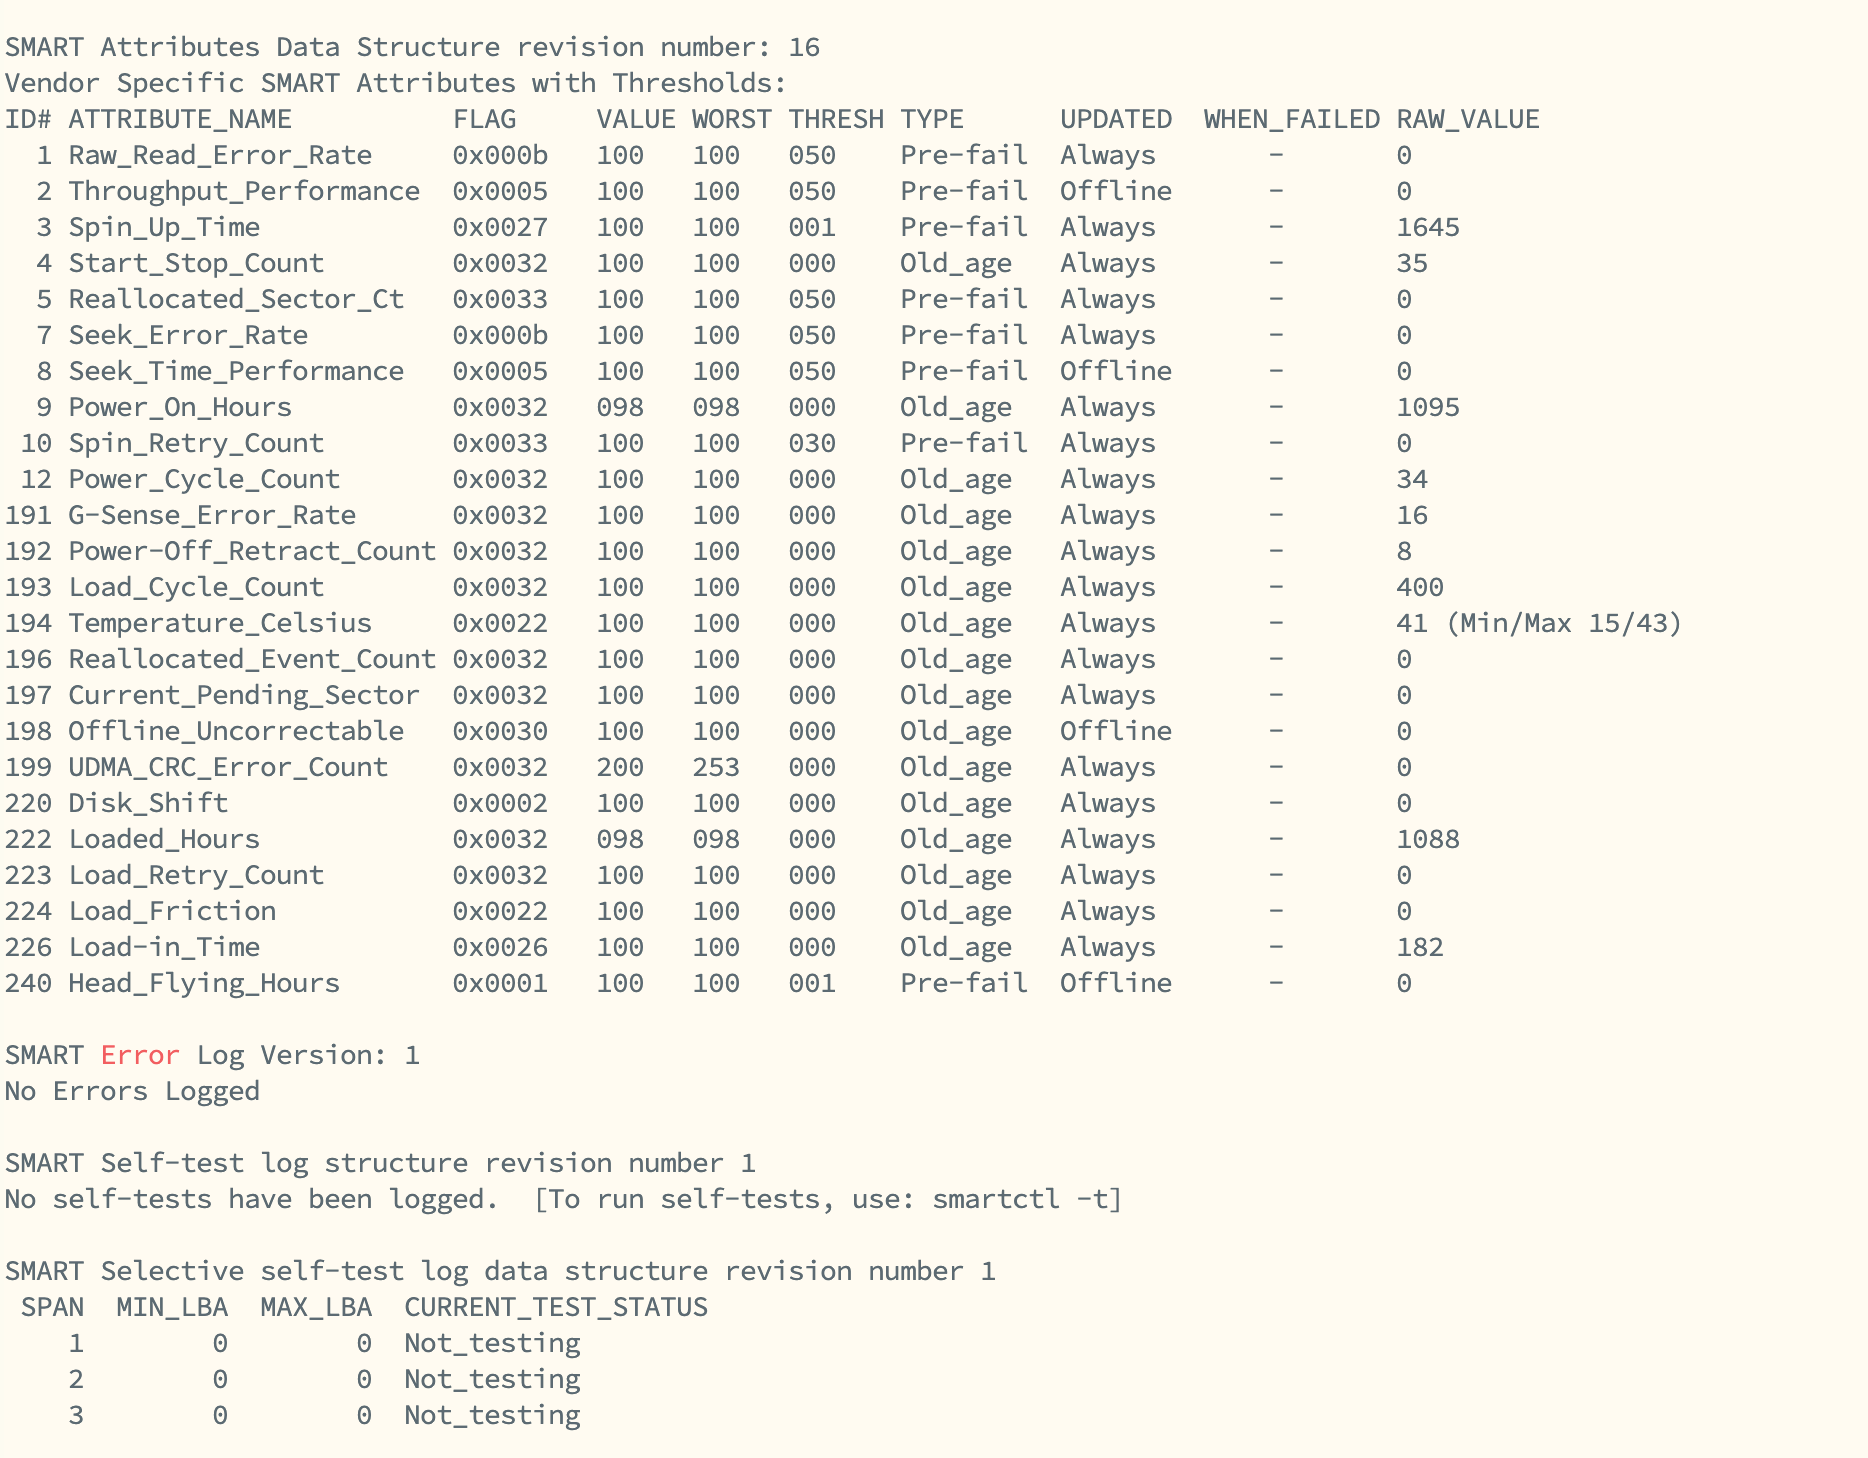 SMART Attributes Data Structure revision number: 16
Vendor Specific SMART Attributes with Thresholds:
ID# ATTRIBUTE_NAME          FLAG     VALUE WORST THRESH TYPE      UPDATED  WHEN_FAILED RAW_VALUE
  1 Raw_Read_Error_Rate     0x000b   100   100   050    Pre-fail  Always       -       0
  2 Throughput_Performance  0x0005   100   100   050    Pre-fail  Offline      -       0
  3 Spin_Up_Time            0x0027   100   100   001    Pre-fail  Always       -       1645
  4 Start_Stop_Count        0x0032   100   100   000    Old_age   Always       -       35
  5 Reallocated_Sector_Ct   0x0033   100   100   050    Pre-fail  Always       -       0
  7 Seek_Error_Rate         0x000b   100   100   050    Pre-fail  Always       -       0
  8 Seek_Time_Performance   0x0005   100   100   050    Pre-fail  Offline      -       0
  9 Power_On_Hours          0x0032   098   098   000    Old_age   Always       -       1095
 10 Spin_Retry_Count        0x0033   100   100   030    Pre-fail  Always       -       0
 12 Power_Cycle_Count       0x0032   100   100   000    Old_age   Always       -       34
191 G-Sense_Error_Rate      0x0032   100   100   000    Old_age   Always       -       16
192 Power-Off_Retract_Count 0x0032   100   100   000    Old_age   Always       -       8
193 Load_Cycle_Count        0x0032   100   100   000    Old_age   Always       -       400
194 Temperature_Celsius     0x0022   100   100   000    Old_age   Always       -       41 (Min/Max 15/43)
196 Reallocated_Event_Count 0x0032   100   100   000    Old_age   Always       -       0
197 Current_Pending_Sector  0x0032   100   100   000    Old_age   Always       -       0
198 Offline_Uncorrectable   0x0030   100   100   000    Old_age   Offline      -       0
199 UDMA_CRC_Error_Count    0x0032   200   253   000    Old_age   Always       -       0
220 Disk_Shift              0x0002   100   100   000    Old_age   Always       -       0
222 Loaded_Hours            0x0032   098   098   000    Old_age   Always       -       1088
223 Load_Retry_Count        0x0032   100   100   000    Old_age   Always       -       0
224 Load_Friction           0x0022   100   100   000    Old_age   Always       -       0
226 Load-in_Time            0x0026   100   100   000    Old_age   Always       -       182
240 Head_Flying_Hours       0x0001   100   100   001    Pre-fail  Offline      -       0
SMART Error Log Version: 1
No Errors Logged
SMART Self-test log structure revision number 1
No self-tests have been logged.  [To run self-tests, use: smartctl -t]
SMART Selective self-test log data structure revision number 1
 SPAN  MIN_LBA  MAX_LBA  CURRENT_TEST_STATUS
    1        0        0  Not_testing
    2        0        0  Not_testing
    3        0        0  Not_testing